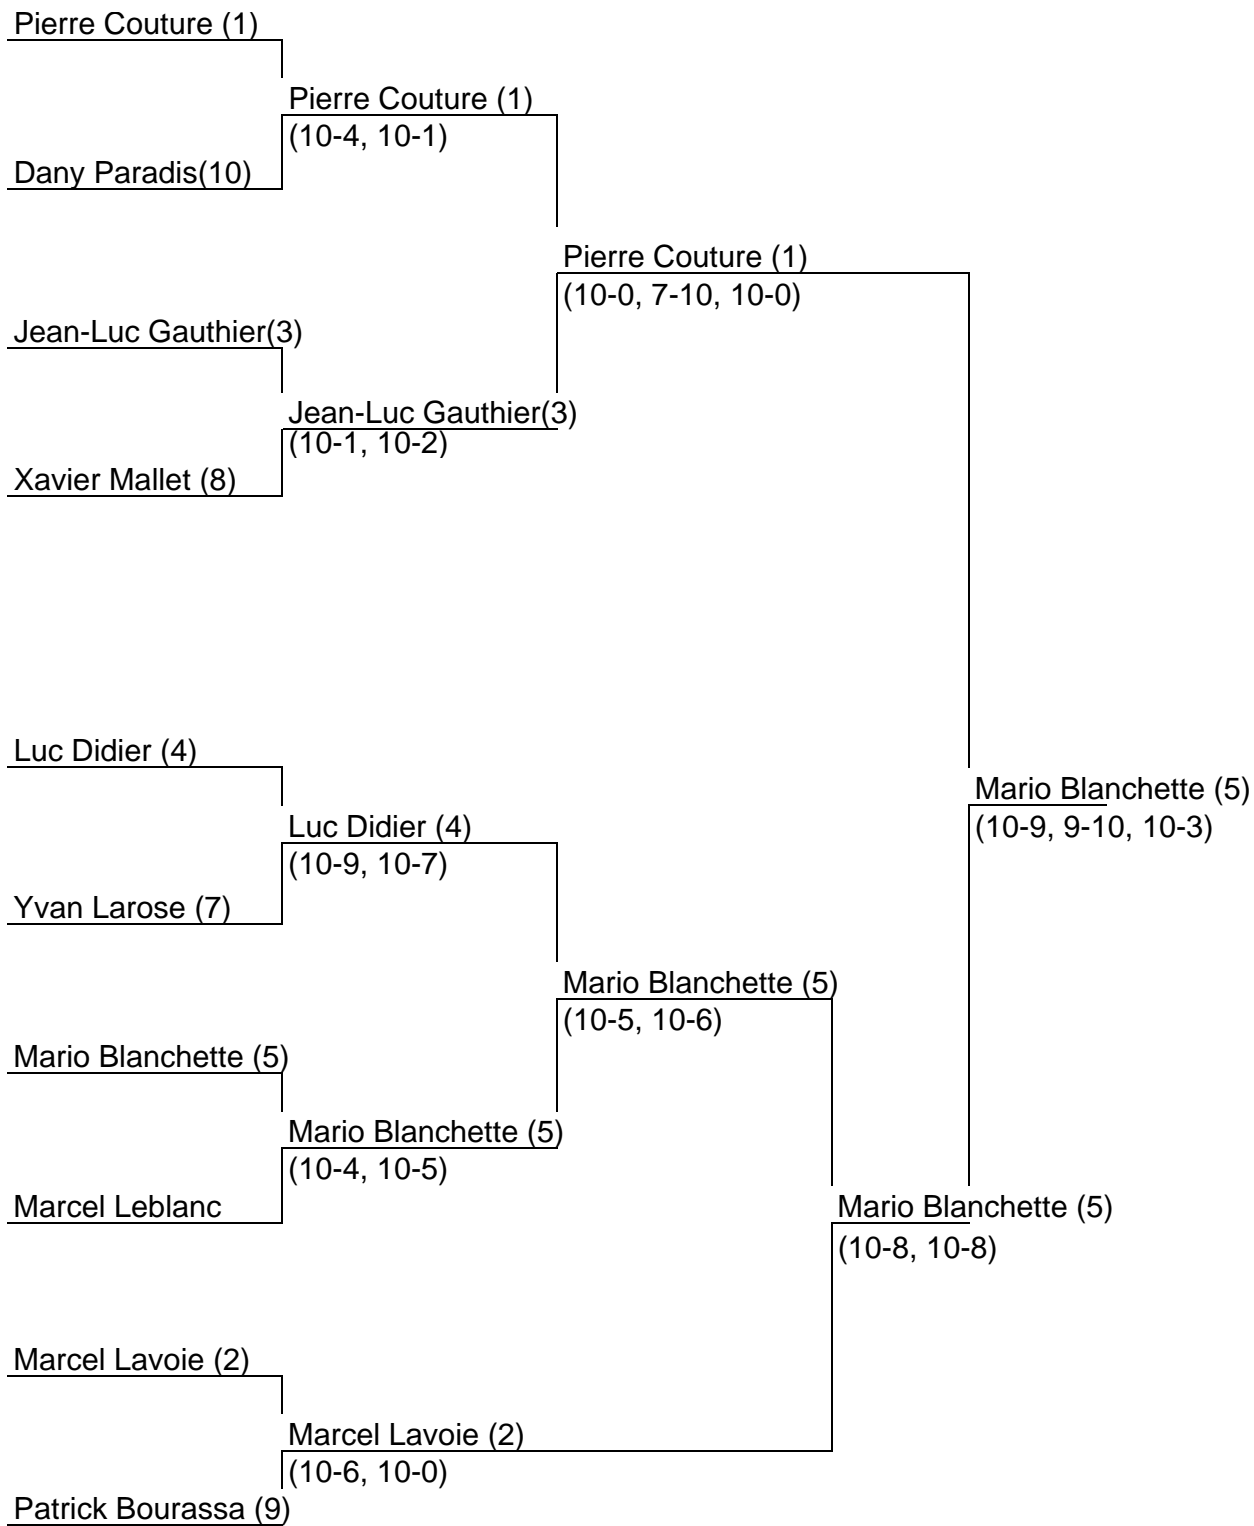 Pierre Couture (1)
Pierre Couture (1)
(10-4, 10-1)
Dany Paradis(10)
Pierre Couture (1)
(10-0, 7-10, 10-0)
Jean-Luc Gauthier(3)
Jean-Luc Gauthier(3)
(10-1, 10-2)
Xavier Mallet (8)
Luc Didier (4)
Mario Blanchette (5)
(10-9, 9-10, 10-3)
Luc Didier (4)
(10-9, 10-7)
Yvan Larose (7)
Mario Blanchette (5)
(10-5, 10-6)
Mario Blanchette (5)
Mario Blanchette (5)
(10-4, 10-5)
Marcel Leblanc
Mario Blanchette (5)
(10-8, 10-8)
Marcel Lavoie (2)
Marcel Lavoie (2)
(10-6, 10-0)
Patrick Bourassa (9)